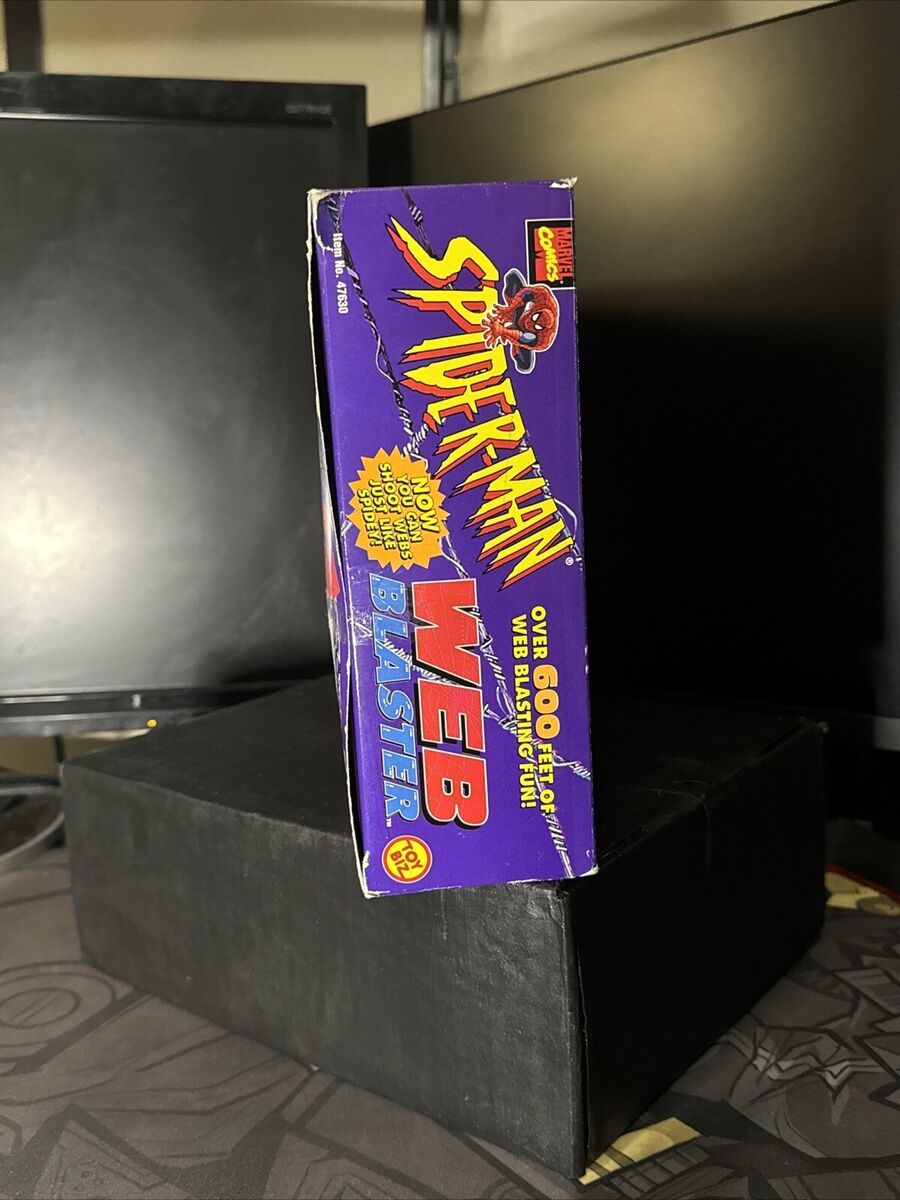 MARVEL
COMICS
SPIDER-MAN®
Item No. 47630
NOW
YOU CAN
SHOOT WEBS
JUST LIKE
SPIDEY!
OVER 600 FEET OF
WEB BLASTING FUN!
WEB
BLASTER™
TOY
BIZ